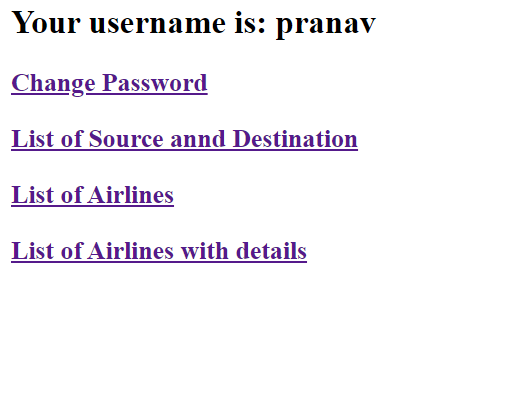 Your username is: pranav
Change Password
List of Source annd Destination
List of Airlines
List of Airlines with details